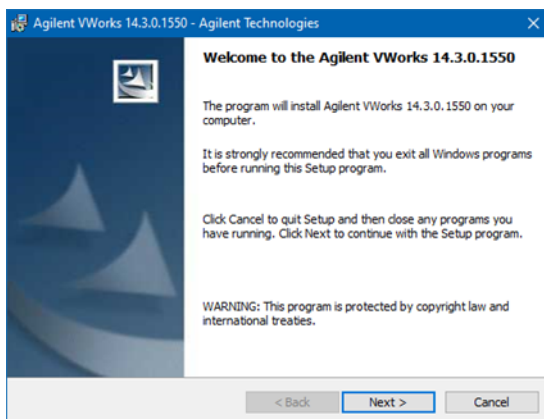 Agilent VWorks 14.3.0.1550 - Agilent Technologies
Welcome to the Agilent VWorks 14.3.0.1550
The program will install Agilent VWorks 14.3.0.1550 on your
computer.
It is strongly recommended that you exit all Windows programs
before running this Setup program.
Click Cancel to quit Setup and then close any programs you
have running. Click Next to continue with the Setup program.
WARNING: This program is protected by copyright law and
international treaties.
< Back Next > Cancel